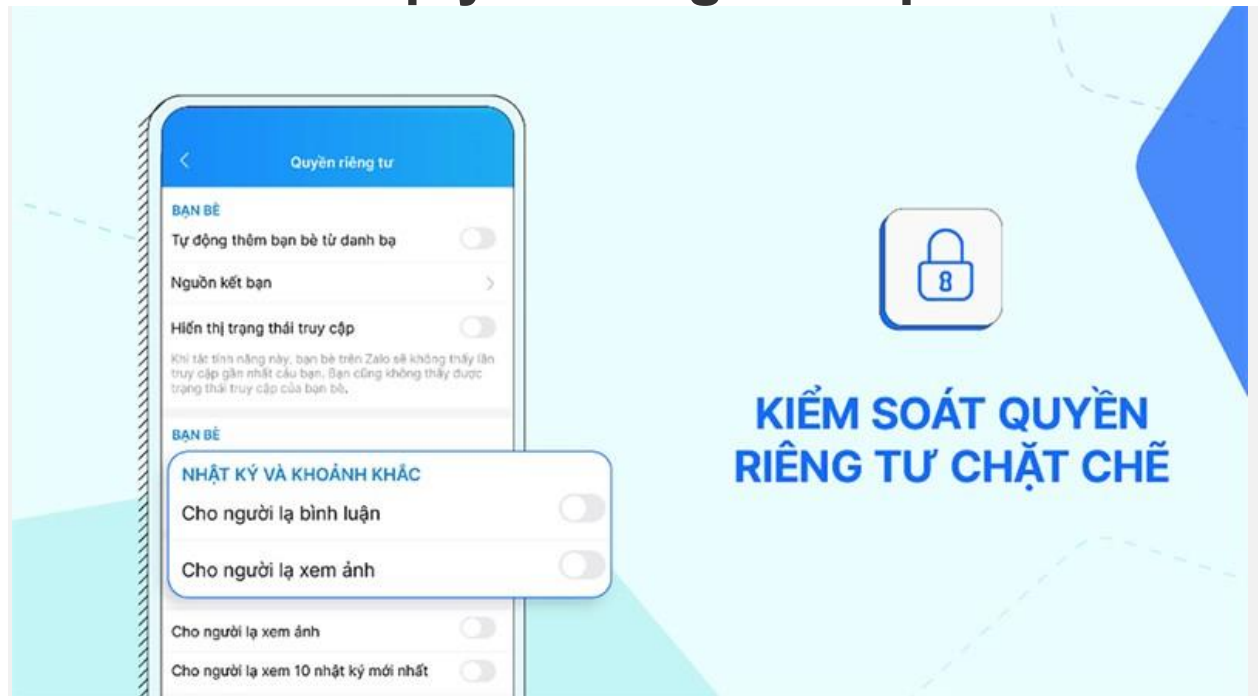 Quyền riêng tư
BẠN BÈ
Tự động thêm bạn bè từ danh bạ
Nguồn kết bạn
Hiển thị trạng thái truy cập
Khi tắt tính năng này, bạn bè trên Zalo sẽ không thấy lần
truy cập gần nhất cảu bạn. Bạn cũng không thấy được
trạng thái truy cập của bạn bè.
BẠN BÈ
NHẬT KÝ VÀ KHOẢNH KHẮC
Cho người lạ bình luận
Cho người lạ xem ảnh
Cho người lạ xem ảnh
Cho người lạ xem 10 nhật ký mới nhất
KIỂM SOÁT QUYỀN
RIÊNG TƯ CHẶT CHẼ